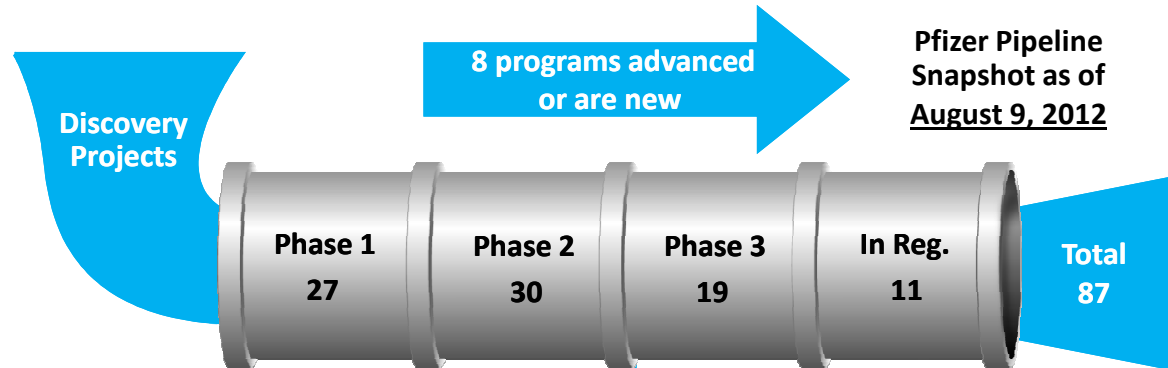 8 programs advanced
or are new
Pfizer Pipeline
Snapshot as of
August 9, 2012
Discovery
Projects
Phase 1
27
Phase 2
30
Phase 3
19
In Reg.
11
Total
87